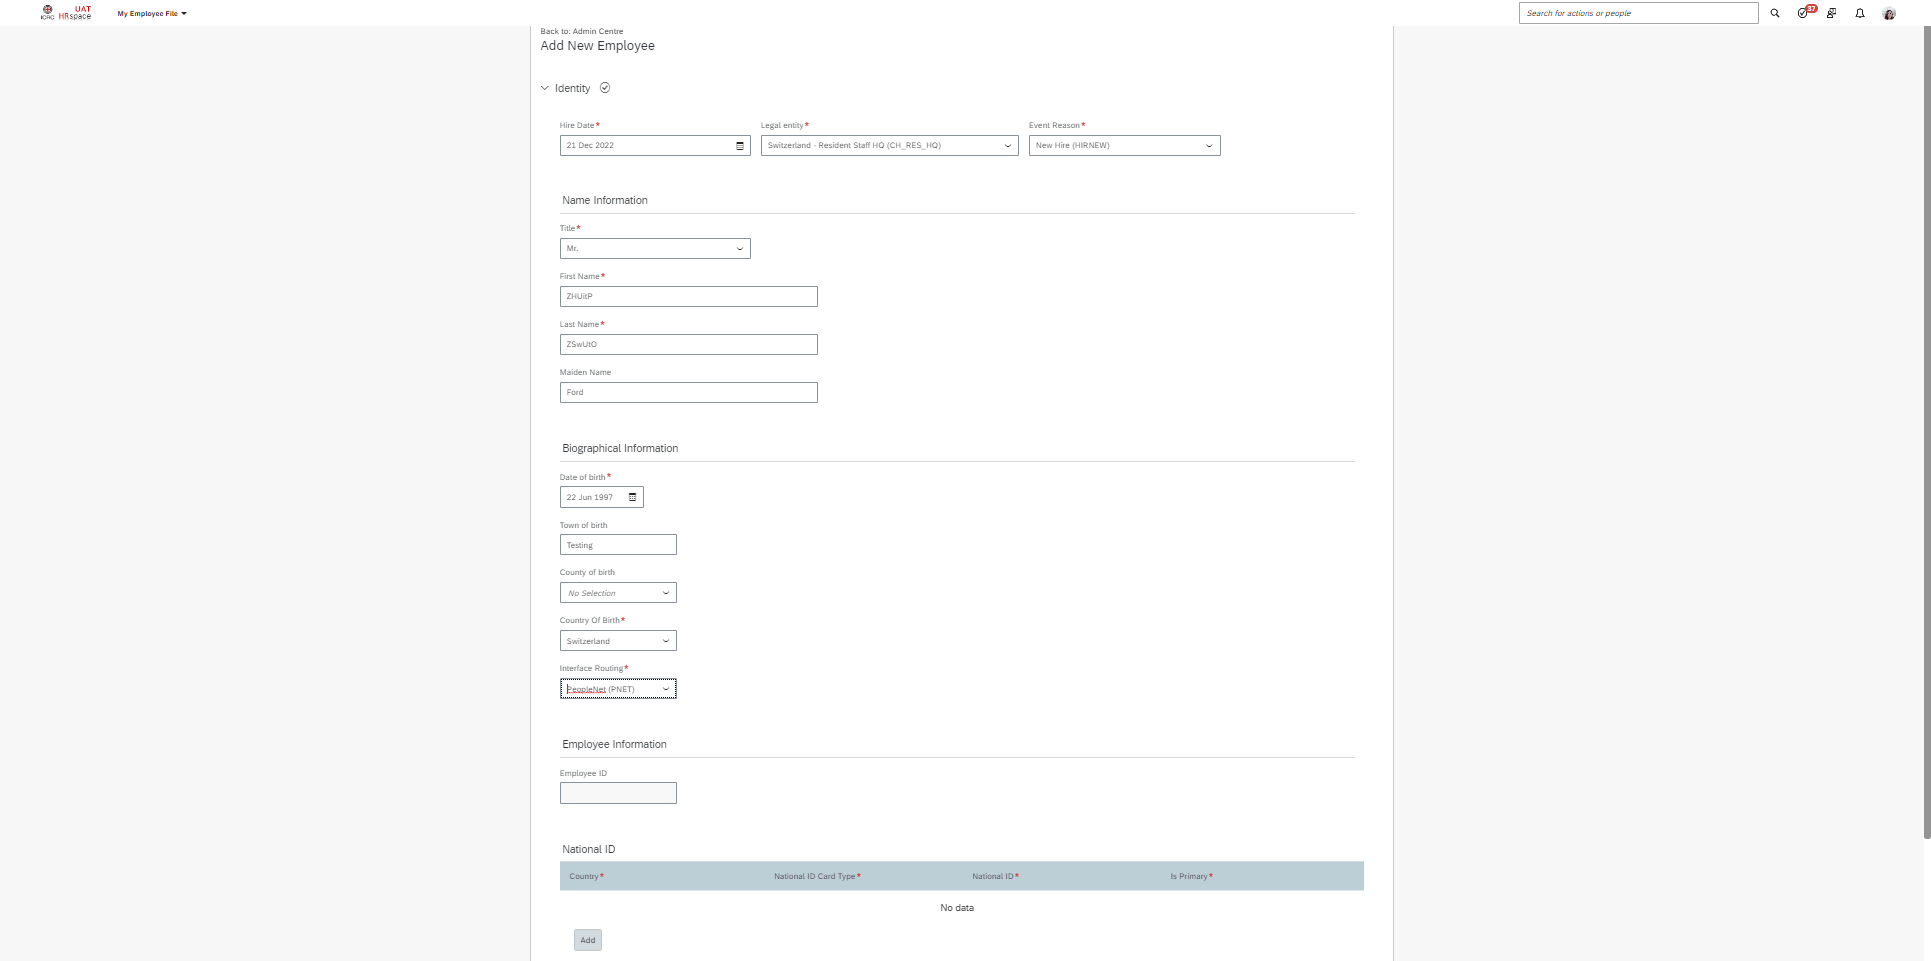 ICRC UAT HRspace My Employee File Search for actions or people 37
Back to: Admin Centre
Add New Employee
Identity
Hire Date* Legal entity* Event Reason*
21 Dec 2022 Switzerland - Resident Staff HQ (CH_RES_HQ) New Hire (HIRNEW)
Name Information
Title*
Mr.
First Name*
ZHUitP
Last Name*
ZSwUtO
Maiden Name
Ford
Biographical Information
Date of birth*
22 Jun 1997
Town of birth
Testing
County of birth
No Selection
Country Of Birth*
Switzerland
Interface Routing*
PeopleNet (PNET)
Employee Information
Employee ID
National ID
Country* National ID Card Type* National ID* Is Primary*
No data
Add